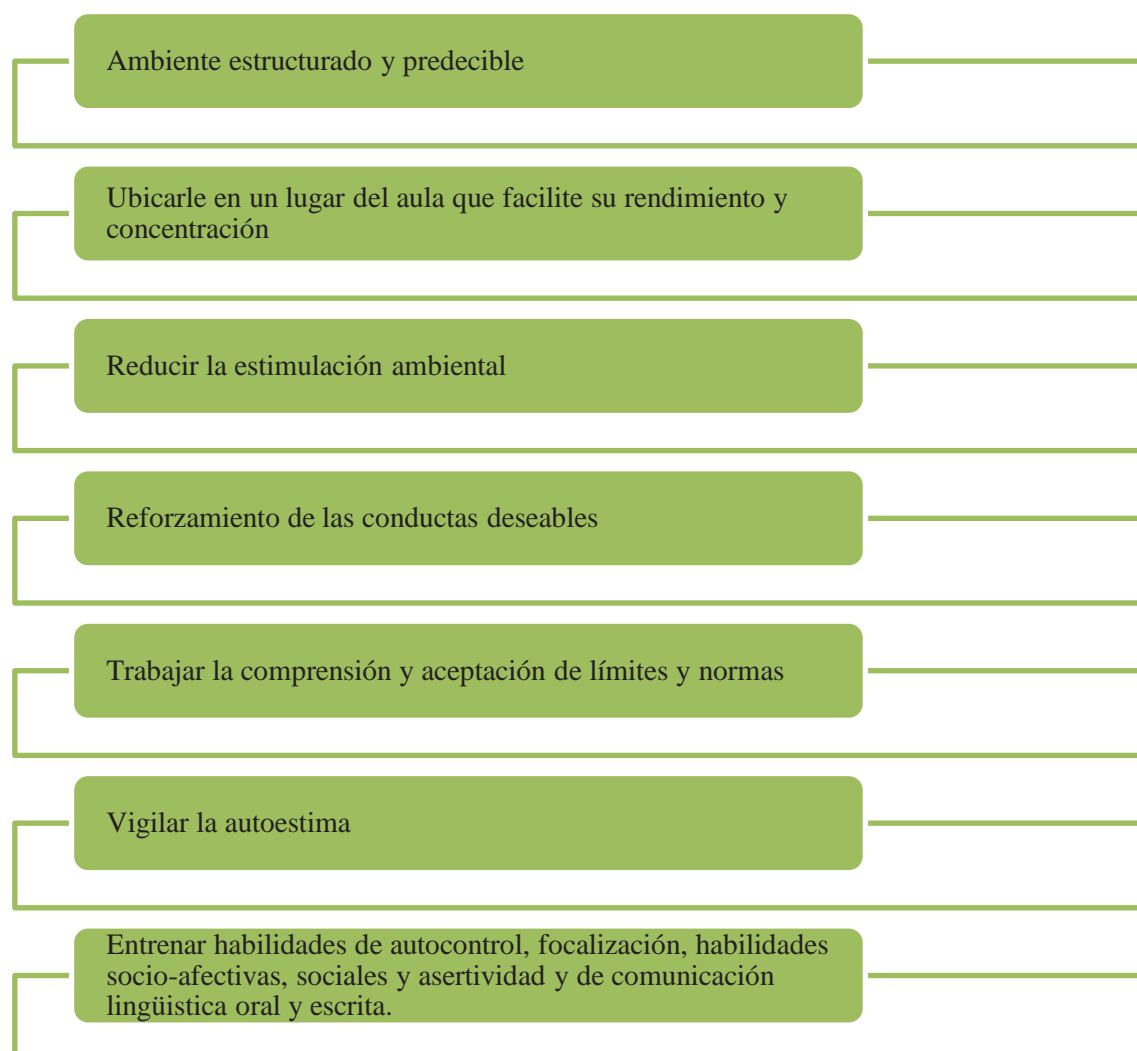 Ambiente estructurado y predecible
Ubicarle en un lugar del aula que facilite su rendimiento y
concentración
Reducir la estimulación ambiental
Reforzamiento de las conductas deseables
Trabajar la comprensión y aceptación de límites y normas
Vigilar la autoestima
Entrenar habilidades de autocontrol, focalización, habilidades
socio-afectivas, sociales y asertividad y de comunicación
lingüistica oral y escrita.